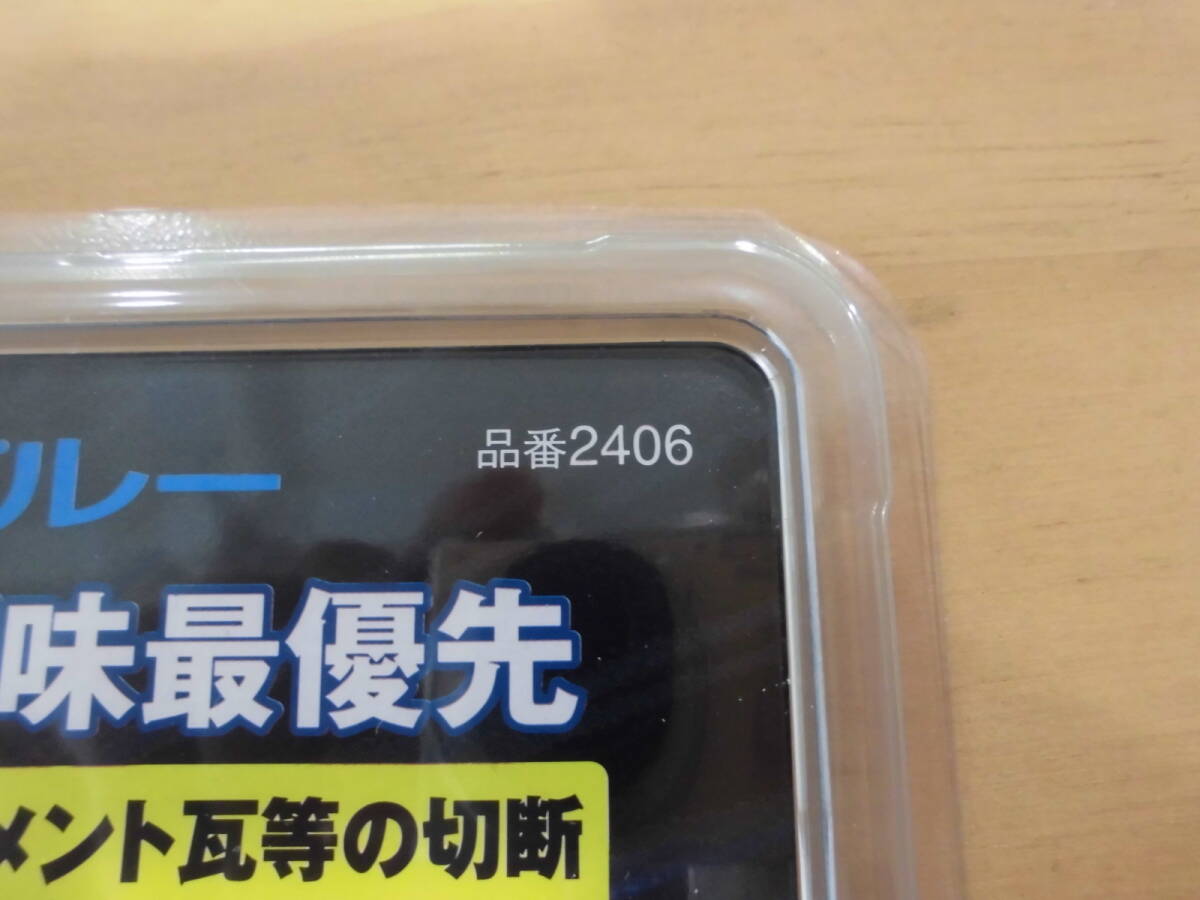 品番2406
ルレー
味最優先
メント瓦等の切断